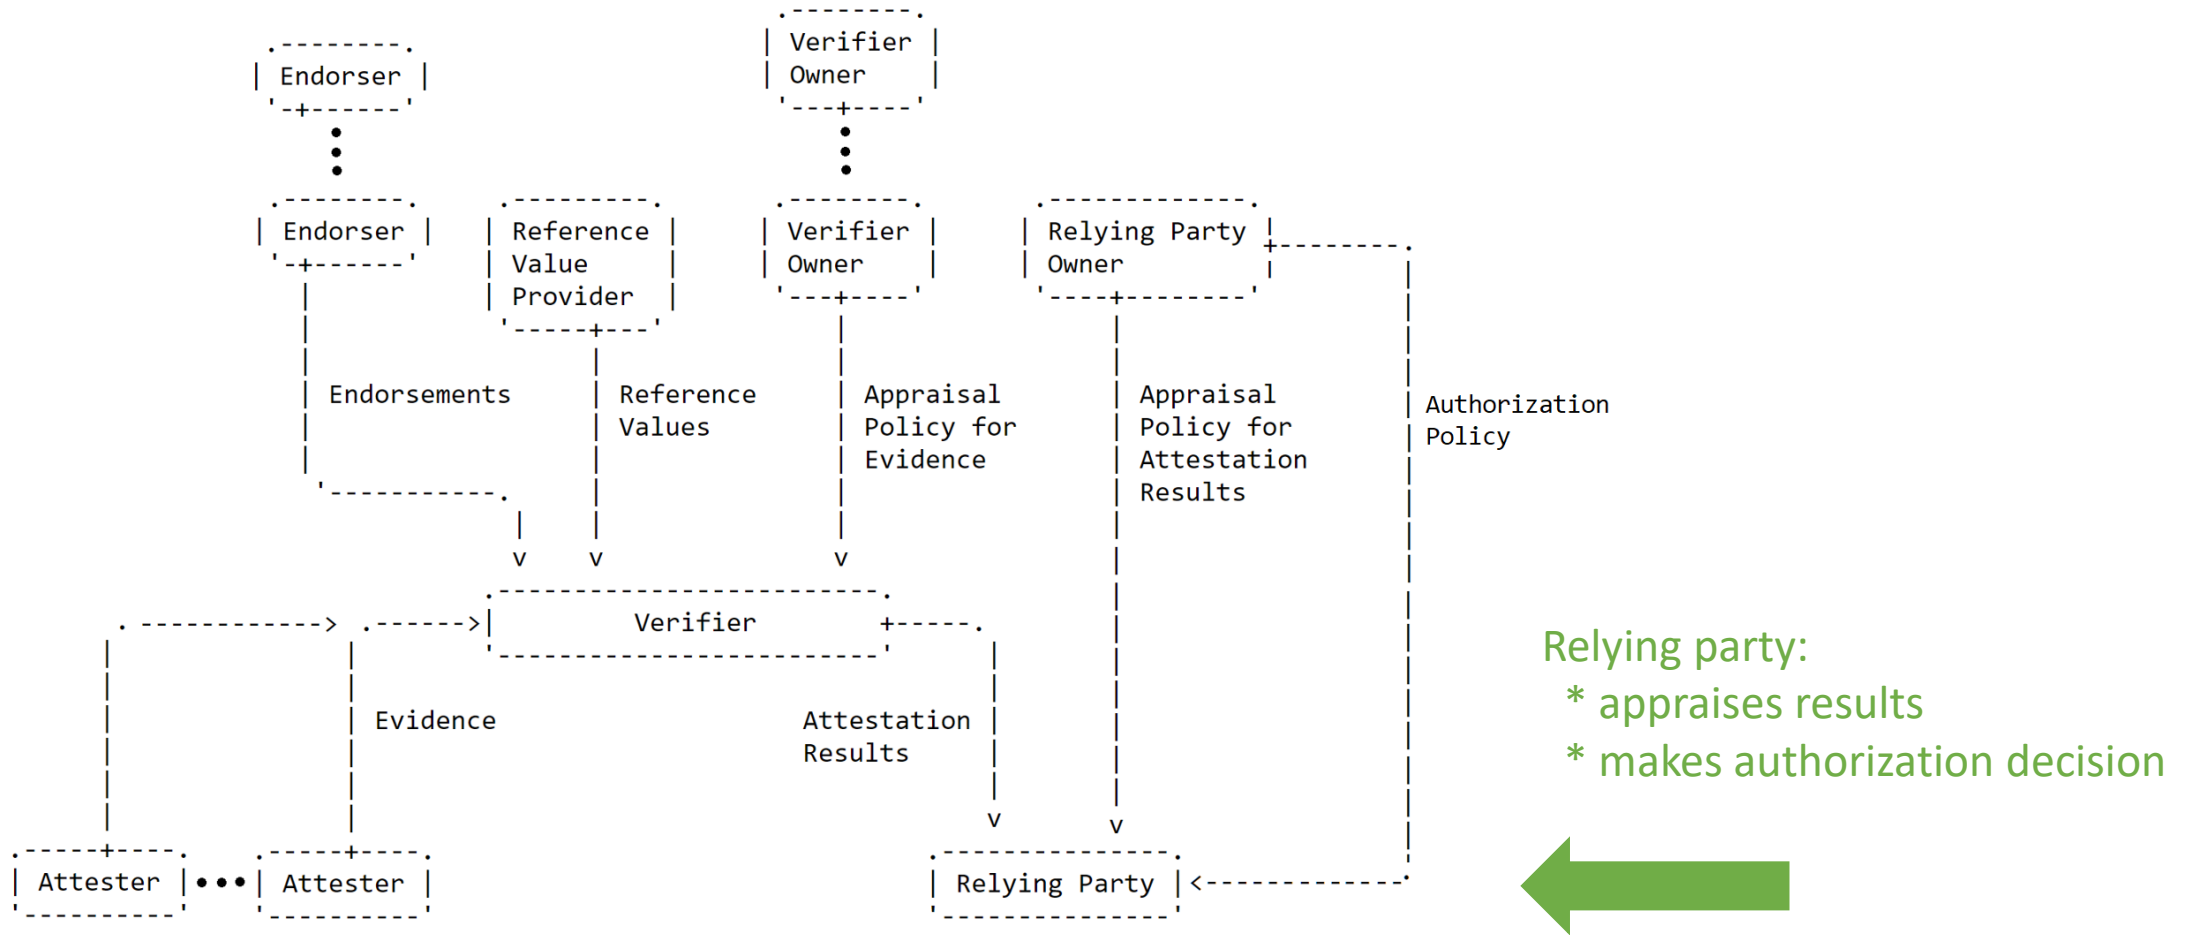 Verifier
Owner
Endorser
Endorser
Reference
Value
Provider
Verifier
Owner
Relying Party
Owner
Endorsements
Reference
Values
Appraisal
Policy for
Evidence
Appraisal
Policy for
Attestation
Results
Authorization
Policy
Verifier
Evidence
Attestation
Results
Relying party:
* appraises results
* makes authorization decision
Attester
Attester
Relying Party